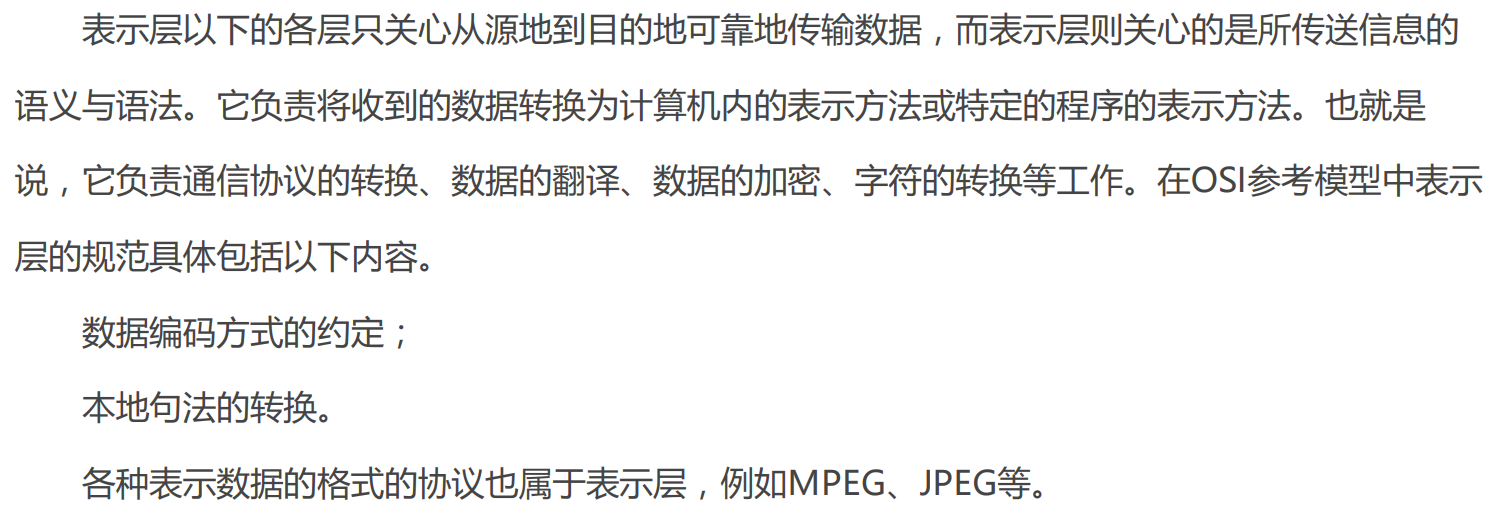 表示层以下的各层只关心从源地到目的地可靠地传输数据，而表示层则关心的是所传送信息的
语义与语法。它负责将收到的数据转换为计算机内的表示方法或特定的程序的表示方法。也就是
说，它负责通信协议的转换、数据的翻译、数据的加密、字符的转换等工作。在OSI参考模型中表示
层的规范具体包括以下内容。
数据编码方式的约定；
本地句法的转换。
各种表示数据的格式的协议也属于表示层，例如MPEG、JPEG等。